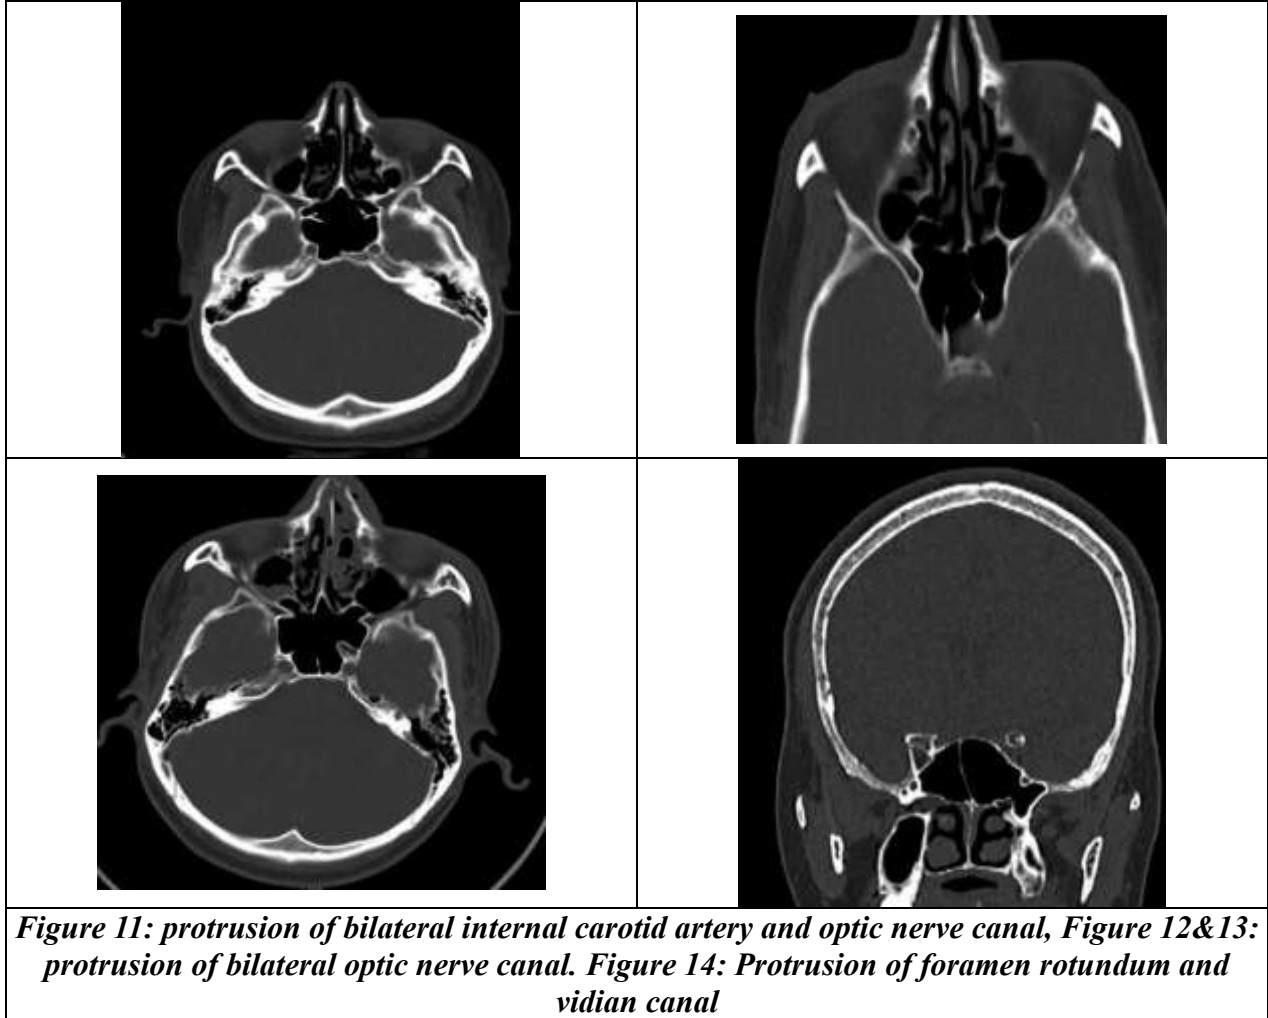 Figure 11: protrusion of bilateral internal carotid artery and optic nerve canal, Figure 12&13:
protrusion of bilateral optic nerve canal. Figure 14: Protrusion of foramen rotundum and
vidian canal